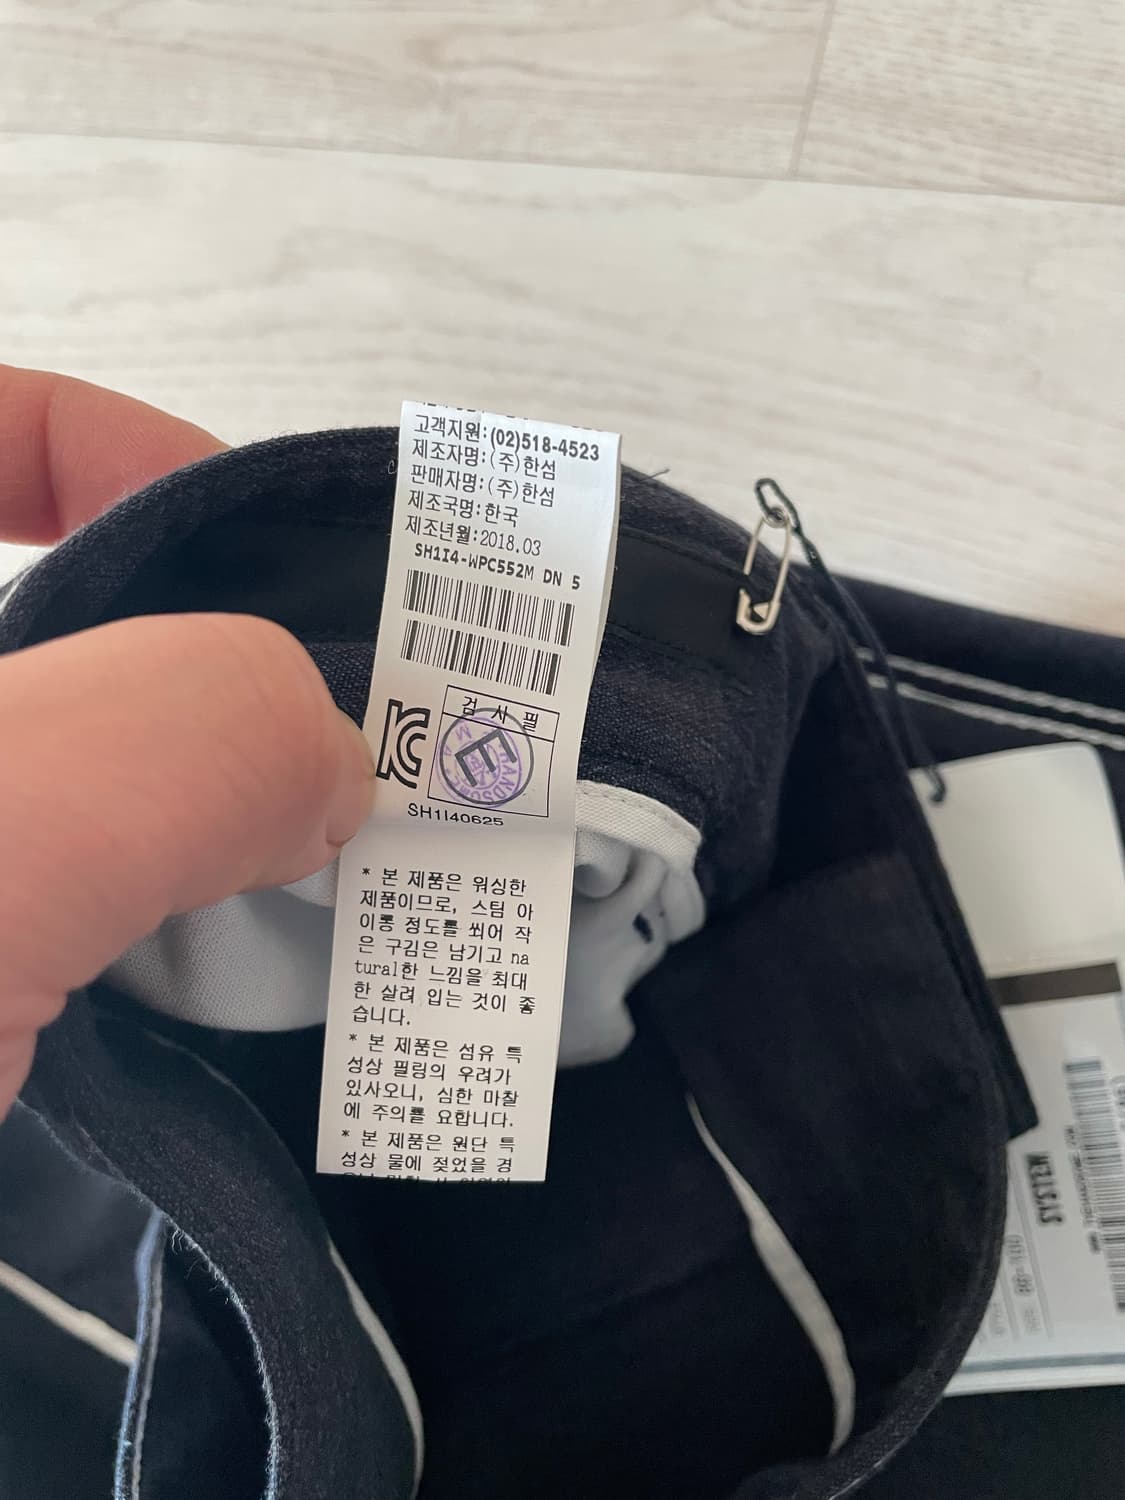 고객지원:(02)518-4523
제조자명:(주)한섬
판매자명:(주)한섬
제조국명:한국
제조년월:2018.03
SH1I4-WPC552M DN 5
검 사 필
KC
E
HANDSOME
SH1I40625
* 본 제품은 워싱한
제품이므로, 스팀 아
이롱 정도를 쐬어 작
은 구김은 남기고 na
tural한 느낌을 최대
한 살려 입는 것이 좋
습니다.
* 본 제품은 섬유 특
성상 필링의 우려가
있사오니, 심한 마찰
에 주의를 요합니다.
* 본 제품은 원단 특
성상 물에 젖었을 경
SYSTEM